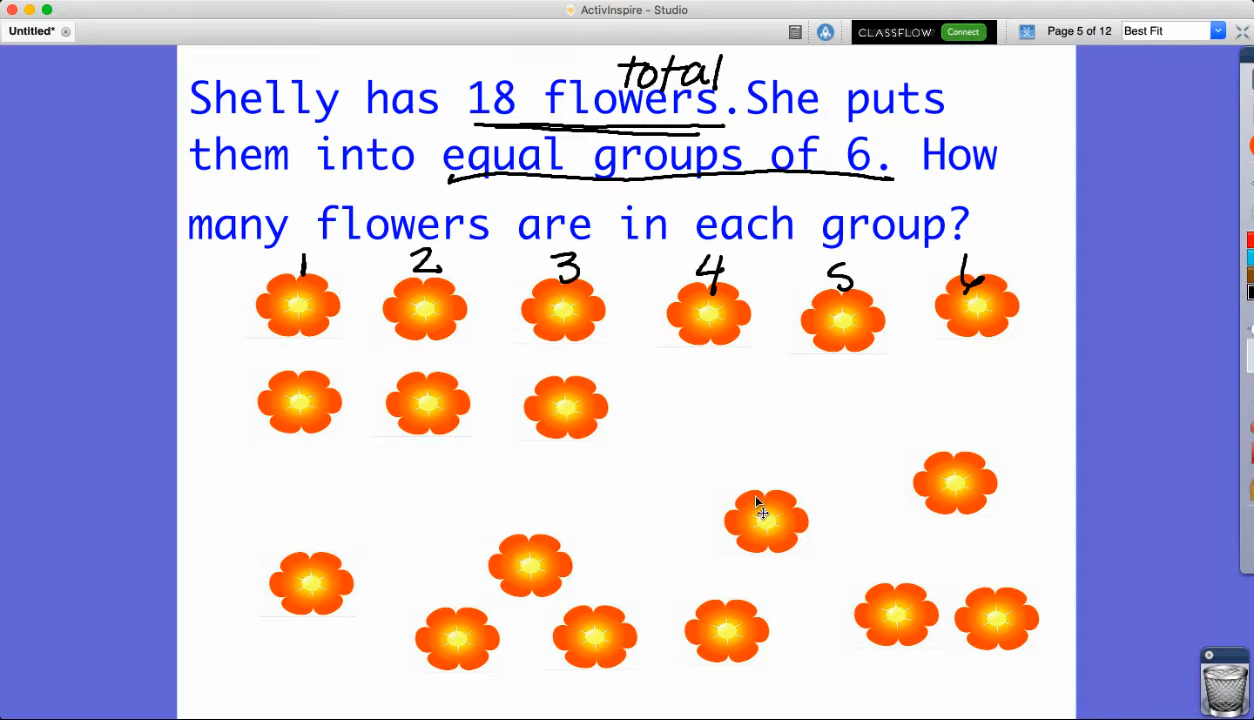 ActivInspire - Studio
Untitled*
CLASSFLOW Connect
Page 5 of 12
Best Fit
total
Shelly has 18 flowers.She puts
them into equal groups of 6. How
many flowers are in each group?
1 2 3 4 5 6